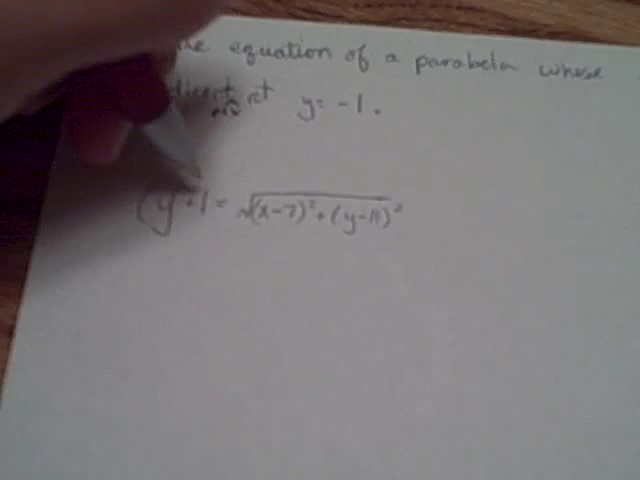 equation of a parabola whose
y = -1.
(y+1 = √(x-7)² + (y-11)²